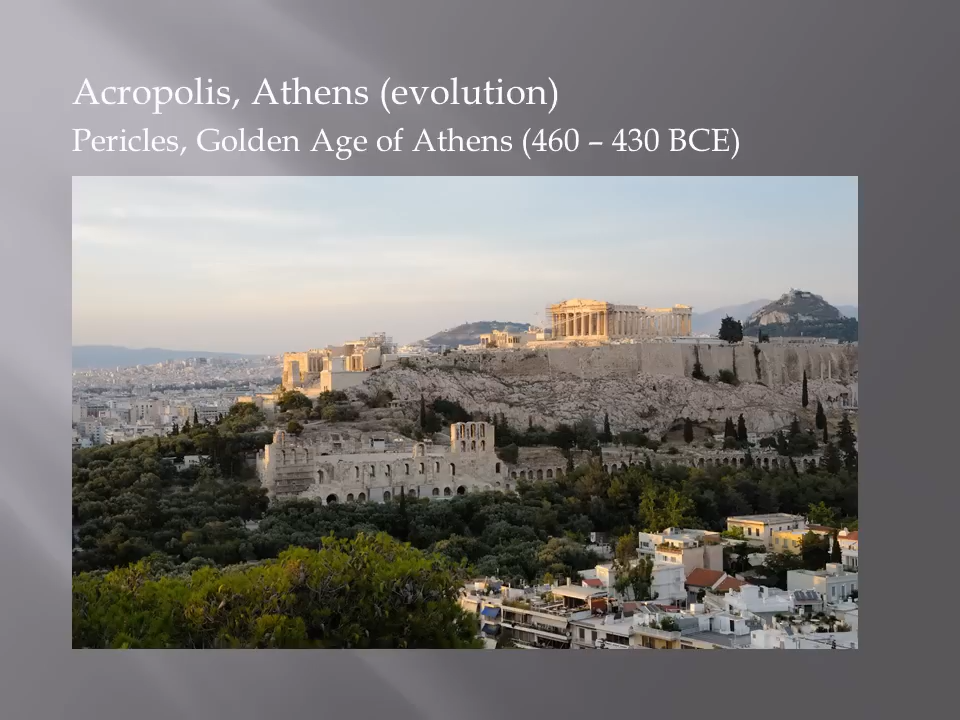 Acropolis, Athens (evolution)
Pericles, Golden Age of Athens (460 – 430 BCE)